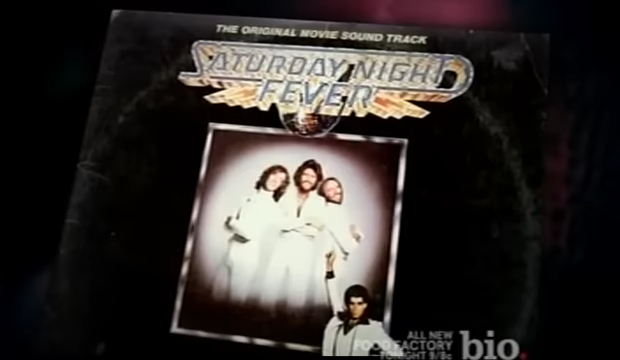 THE ORIGINAL MOVIE SOUND TRACK
SATURDAY NIGHT
FEVER
ALL NEW
FOOD FACTORY
TONIGHT 9/8c
bio.